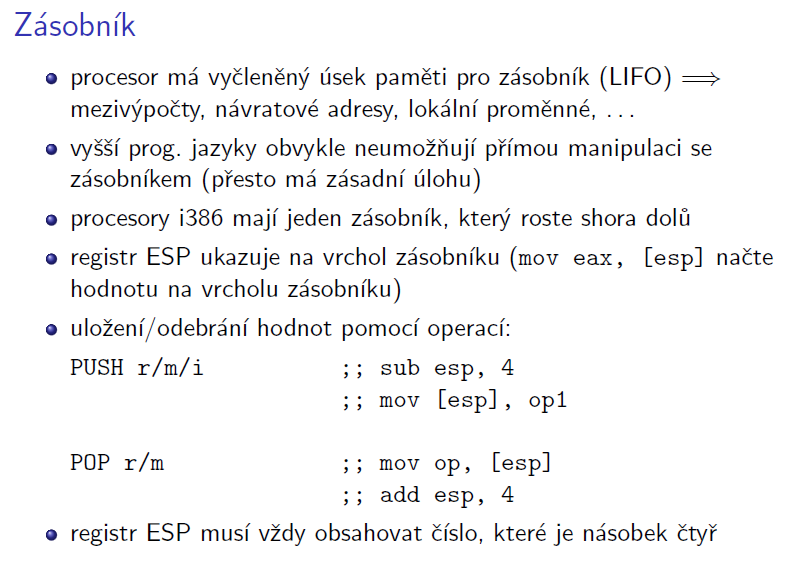 Zásobník
procesor má vyčleněný úsek paměti pro zásobník (LIFO) ⟹
mezivýpočty, návratové adresy, lokální proměnné, ...
vyšší prog. jazyky obvykle neumožňují přímou manipulaci se
zásobníkem (přesto má zásadní úlohu)
procesory i386 mají jeden zásobník, který roste shora dolů
registr ESP ukazuje na vrchol zásobníku (mov eax, [esp] načte
hodnotu na vrcholu zásobníku)
uložení/odebrání hodnot pomocí operací:
PUSH r/m/i ;; sub esp, 4
;; mov [esp], op1
POP r/m ;; mov op, [esp]
;; add esp, 4
registr ESP musí vždy obsahovat číslo, které je násobek čtyř